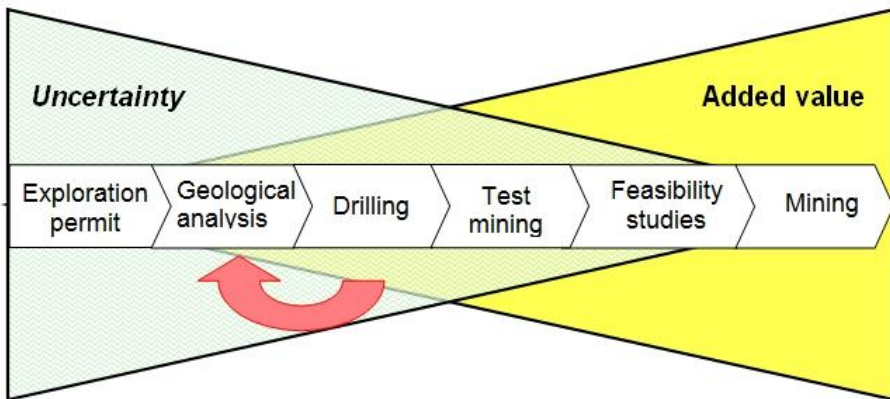 Uncertainty
Added value
Exploration
permit
Geological
analysis
Drilling
Test
mining
Feasibility
studies
Mining